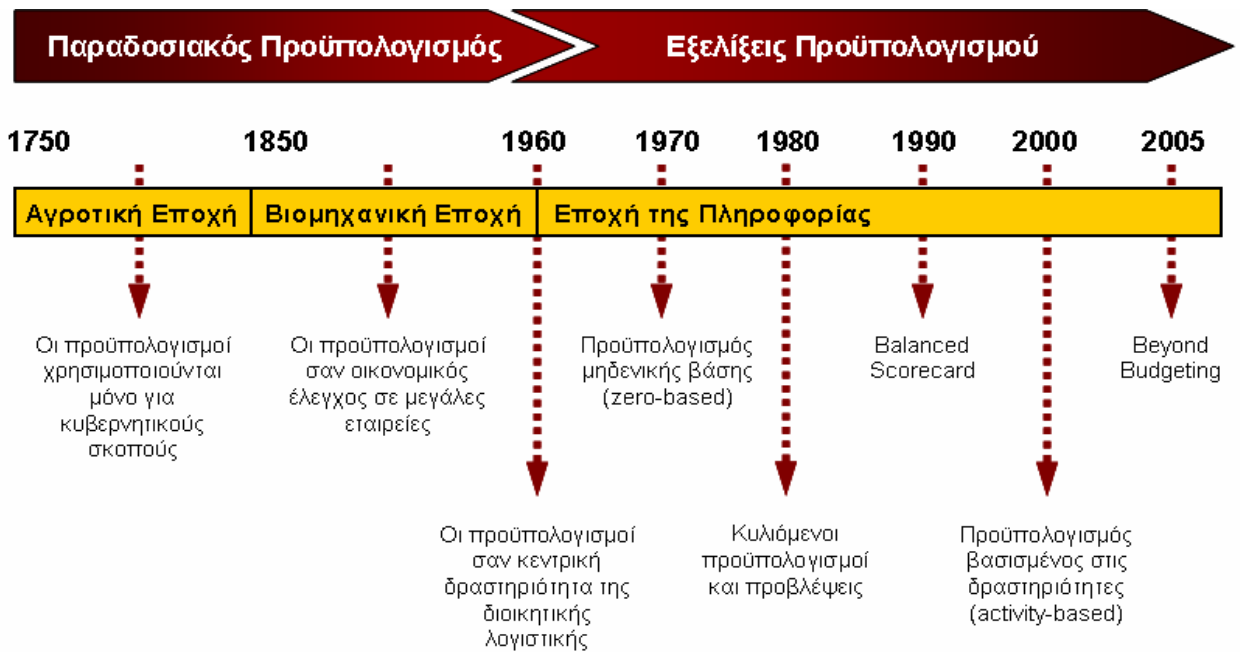 Παραδοσιακός Προϋπολογισμός
Εξελίξεις Προϋπολογισμού
1750 1850 1960 1970 1980 1990 2000 2005
Αγροτική Εποχή
Βιομηχανική Εποχή
Εποχή της Πληροφορίας
Οι προϋπολογισμοί
χρησιμοποιούνται
μόνο για
κυβερνητικούς
σκοπούς
Οι προϋπολογισμοί
σαν οικονομικός
έλεγχος σε μεγάλες
εταιρείες
Προϋπολογισμός
μηδενικής βάσης
(zero-based)
Balanced
Scorecard
Beyond
Budgeting
Οι προϋπολογισμοί
σαν κεντρική
δραστηριότητα της
διοικητικής
λογιστικής
Κυλιόμενοι
προϋπολογισμοί
και προβλέψεις
Προϋπολογισμός
βασισμένος στις
δραστηριότητες
(activity-based)